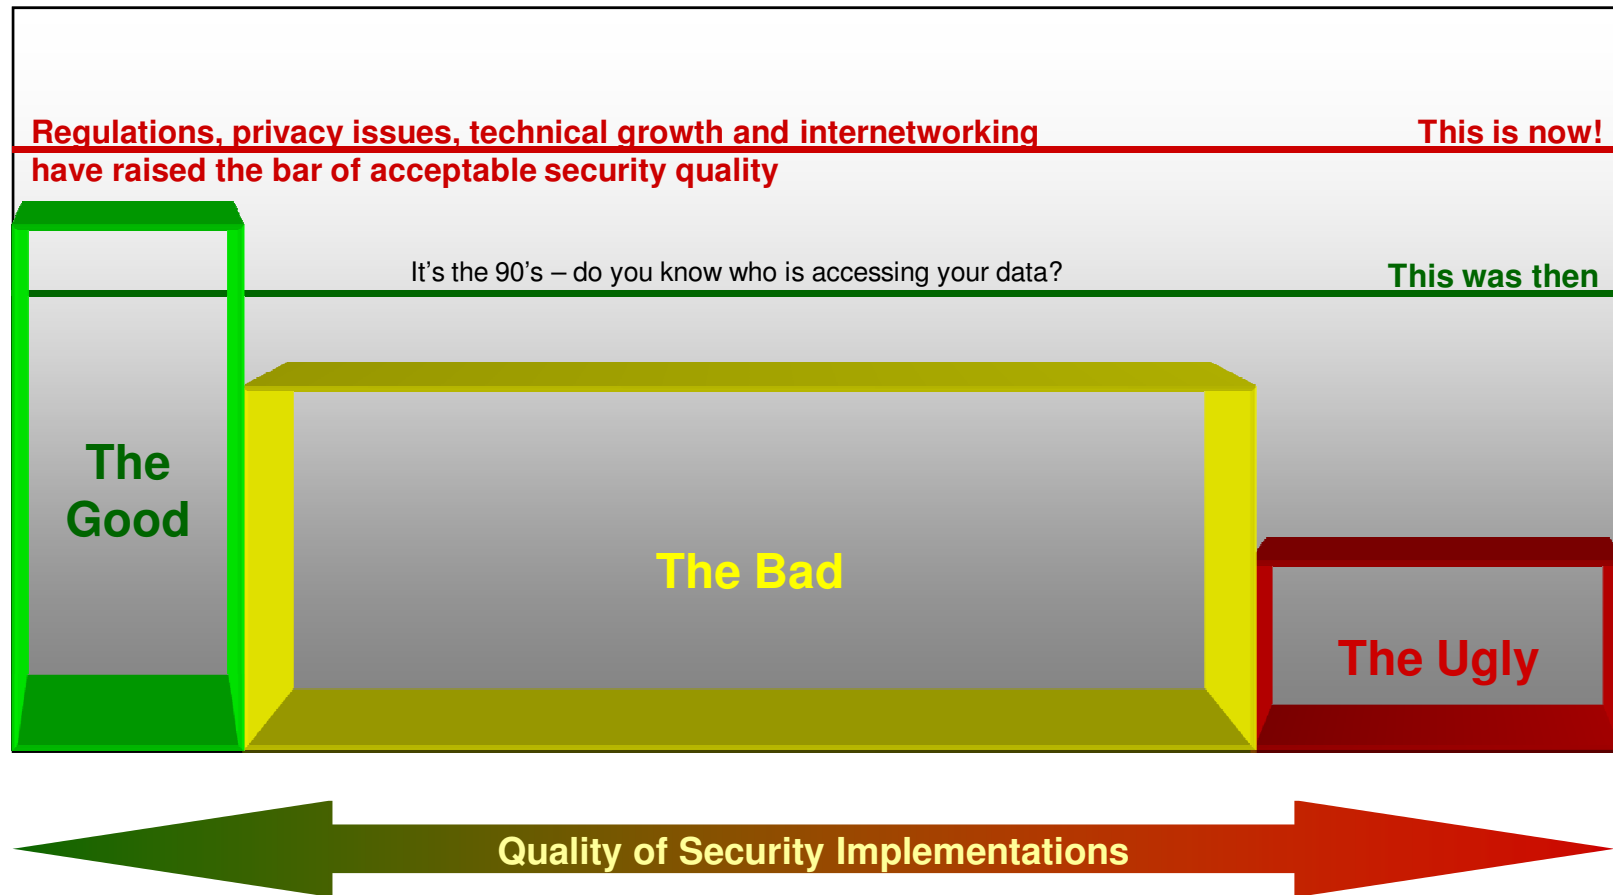 Regulations, privacy issues, technical growth and internetworking
have raised the bar of acceptable security quality
This is now!
It's the 90's – do you know who is accessing your data?
This was then
The
Good
The Bad
The Ugly
Quality of Security Implementations